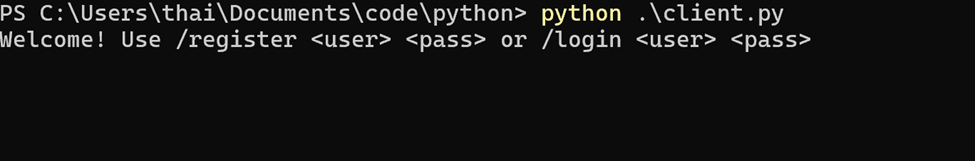 PS C:\Users\thai\Documents\code\python> python .\client.py
Welcome! Use /register <user> <pass> or /login <user> <pass>